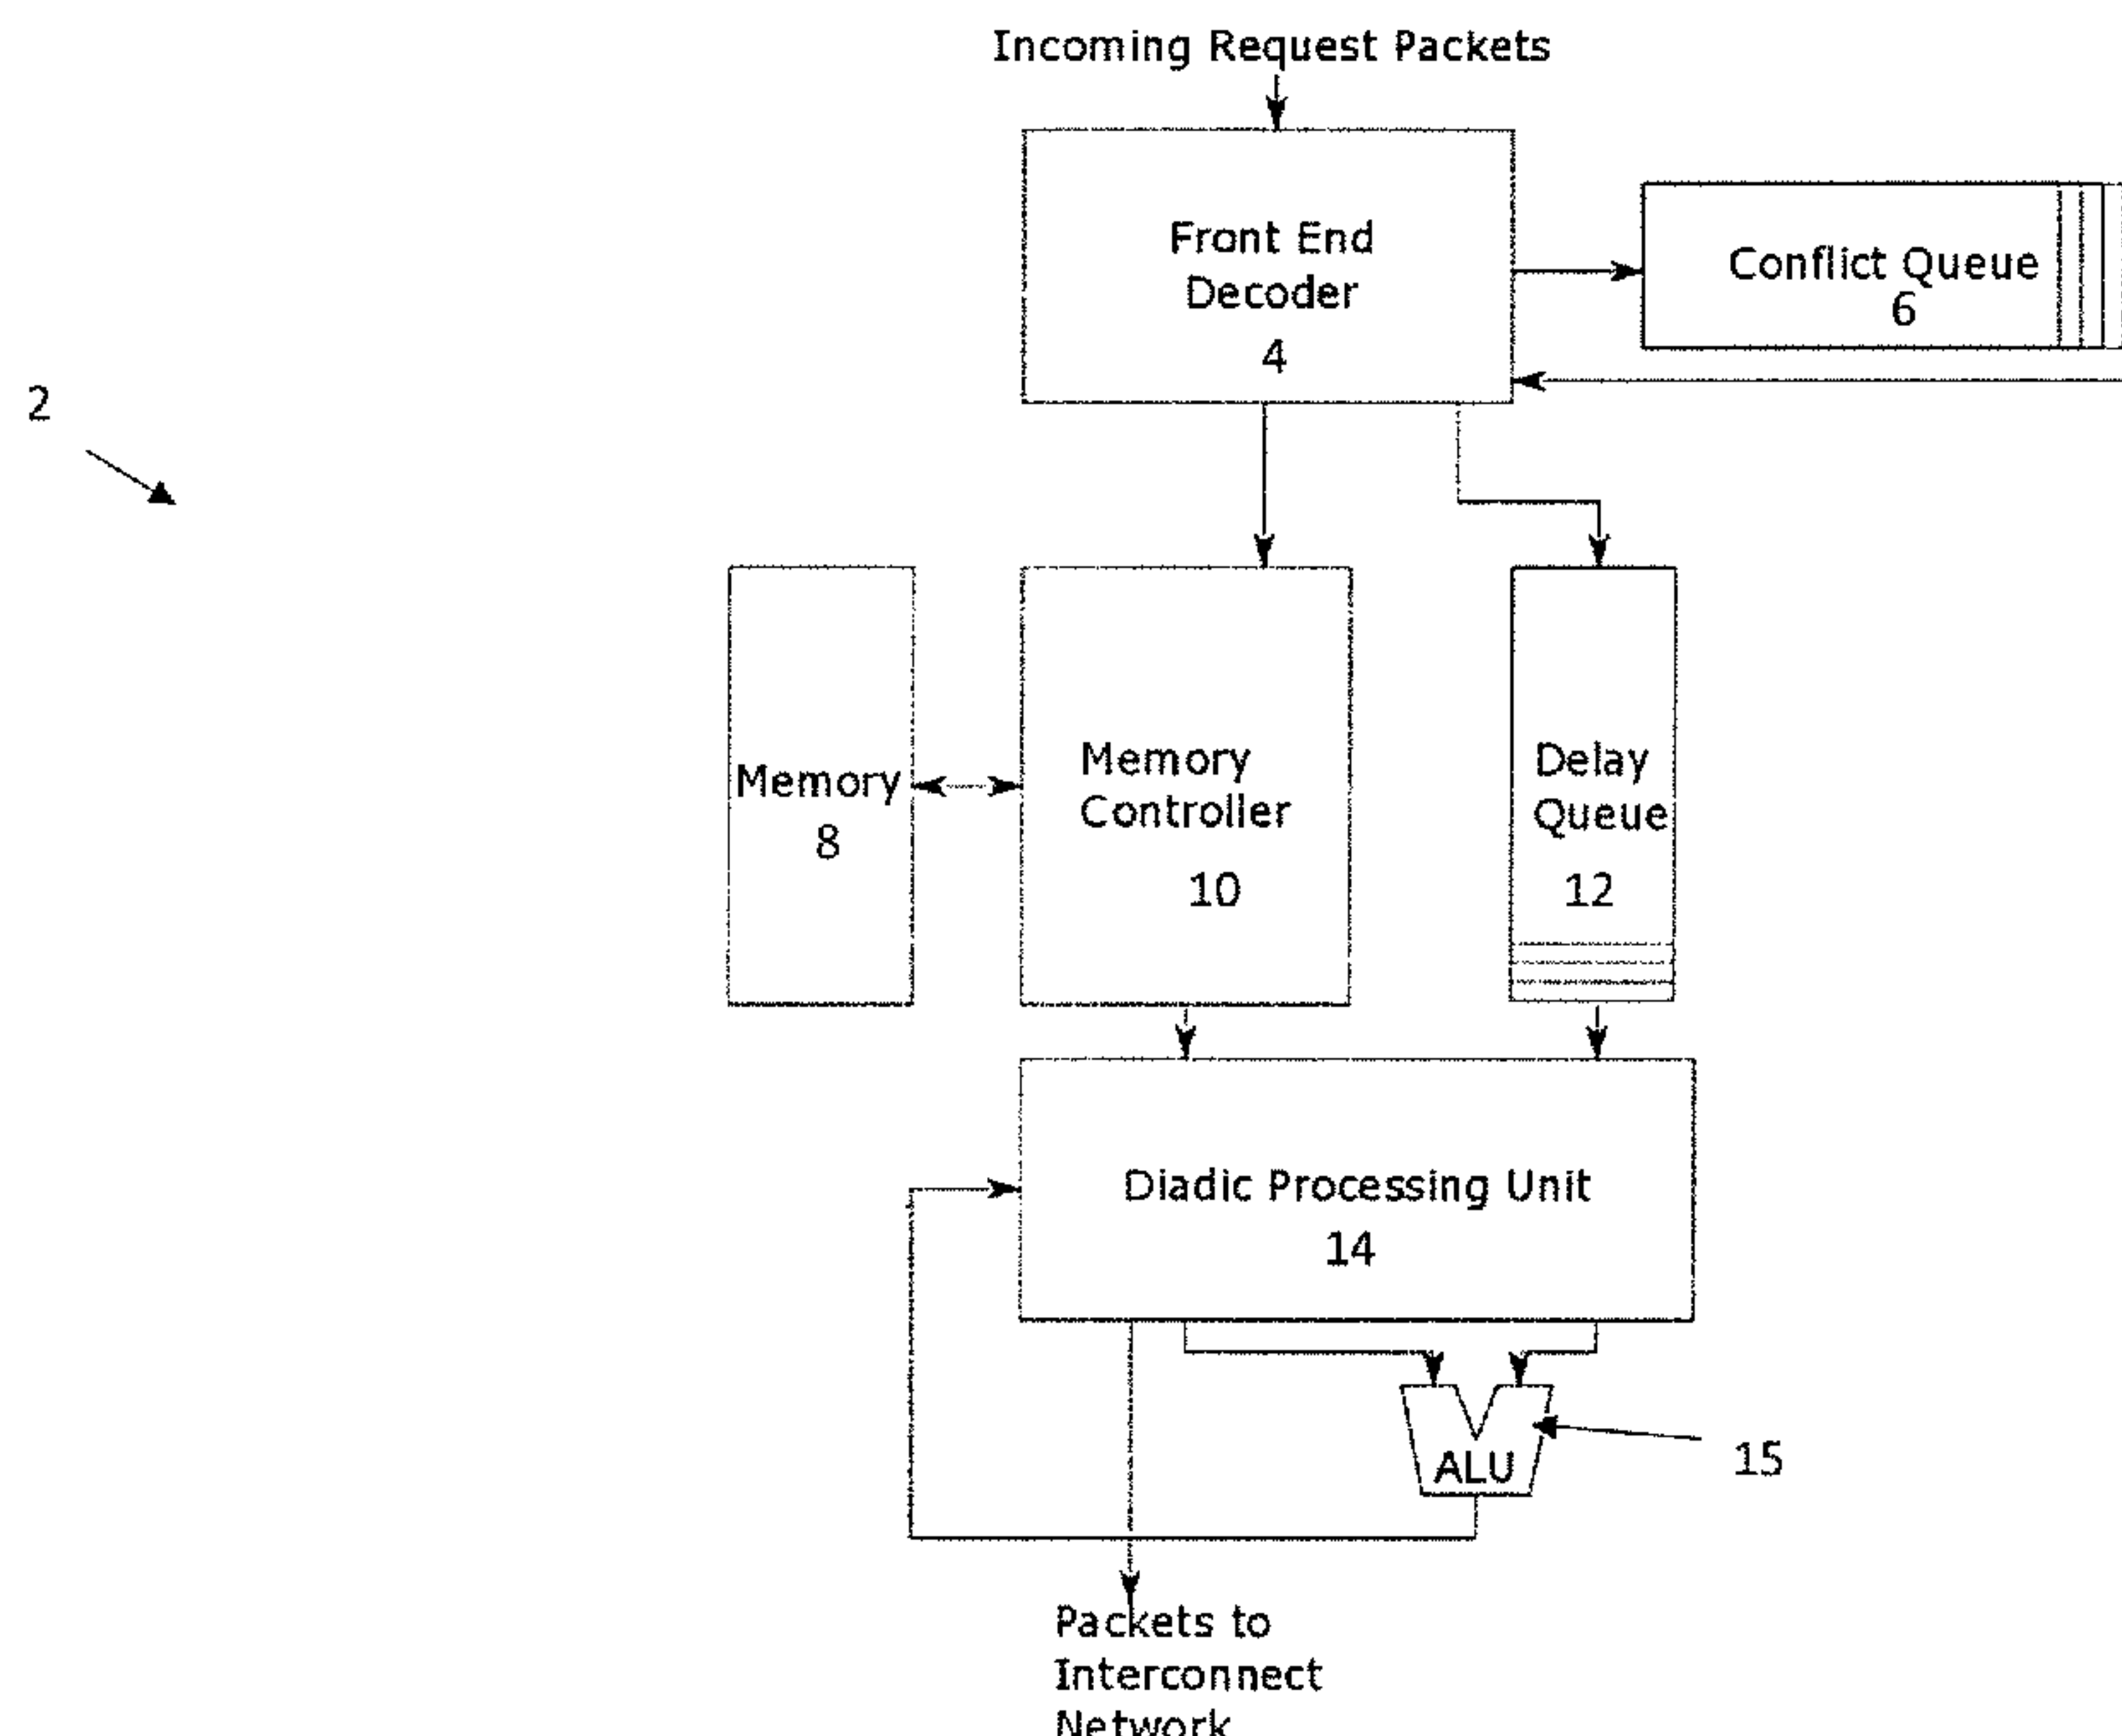 Incoming Request Packets
Front End
Decoder
4
Conflict Queue
6
2
Memory
8
Memory
Controller
10
Delay
Queue
12
Diadic Processing Unit
14
ALU
15
Packets to
Interconnect
Network